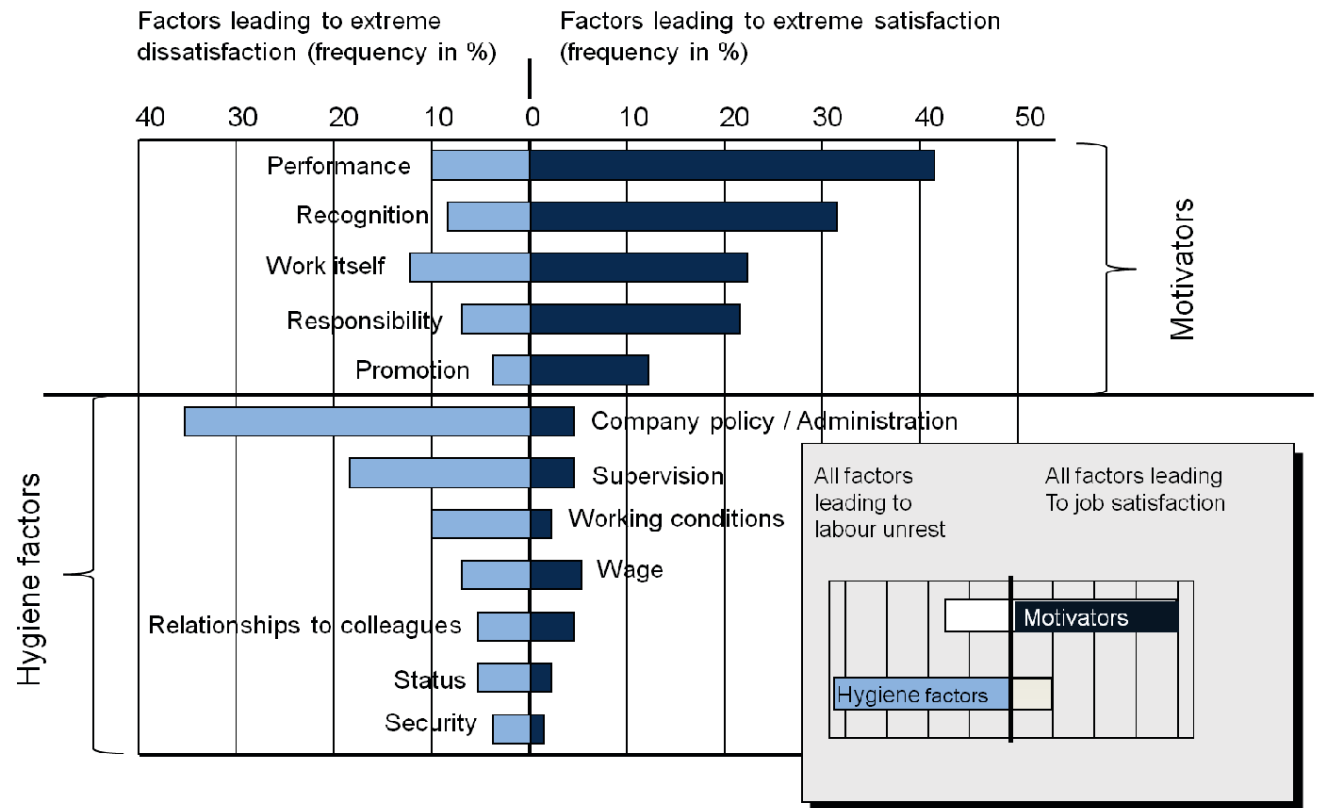 Factors leading to extreme
dissatisfaction (frequency in %)
Factors leading to extreme satisfaction
(frequency in %)
40 30 20 10 0 10 20 30 40 50
Performance
Recognition
Work itself
Responsibility
Promotion
Motivators
Company policy / Administration
Supervision
Working conditions
Wage
Relationships to colleagues
Status
Security
Hygiene factors
All factors
leading to
labour unrest
All factors leading
To job satisfaction
Motivators
Hygiene factors